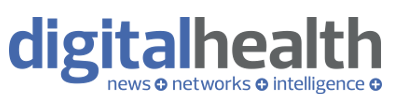 digitalhealth
news + networks + intelligence +